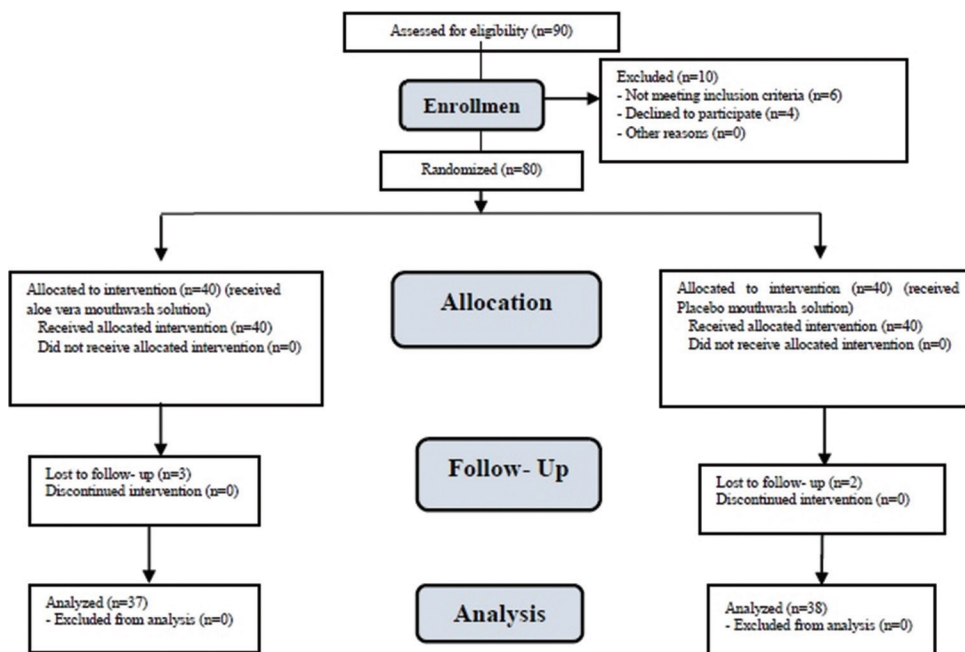 Assessed for eligibility (n=90)
Excluded (n=10)
- Not meeting inclusion criteria (n=6)
- Declined to participate (n=4)
- Other reasons (n=0)
Enrollmen
Randomized (n=80)
Allocated to intervention (n=40) (received
aloe vera mouthwash solution)
Received allocated intervention (n=40)
Did not receive allocated intervention (n=0)
Allocation
Allocated to intervention (n=40) (received
Placebo mouthwash solution)
Received allocated intervention (n=40)
Did not receive allocated intervention (n=0)
Lost to follow- up (n=3)
Discontinued intervention (n=0)
Follow- Up
Lost to follow- up (n=2)
Discontinued intervention (n=0)
Analyzed (n=37)
- Excluded from analysis (n=0)
Analysis
Analyzed (n=38)
- Excluded from analysis (n=0)